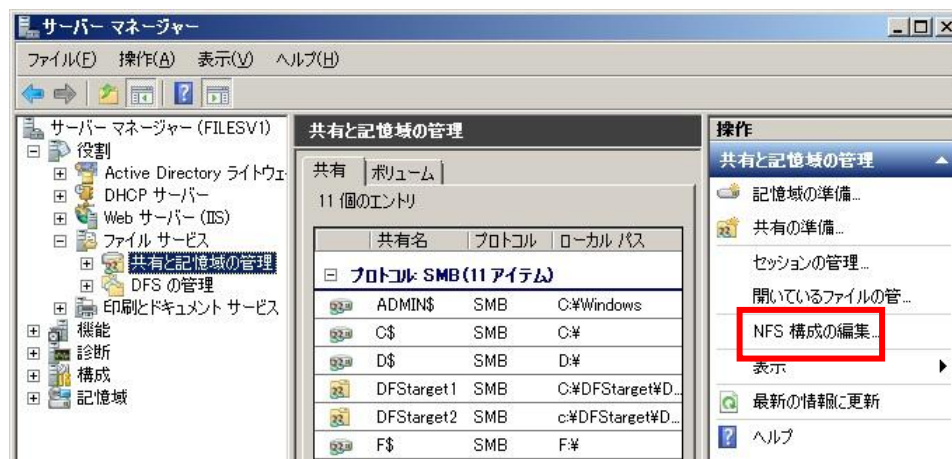 サーバー マネージャー
ファイル(F) 操作(A) 表示(V) ヘルプ(H)
サーバー マネージャー (FILESV1)
役割
Active Directory ライトウェ
DHCP サーバー
Web サーバー (IIS)
ファイル サービス
共有と記憶域の管理
DFS の管理
印刷とドキュメント サービス
機能
診断
構成
記憶域
共有と記憶域の管理
共有 ボリューム
11 個のエントリ
共有名 プロトコル ローカル パス
プロトコル: SMB (11 アイテム)
ADMIN$ SMB C:¥Windows
C$ SMB C:¥
D$ SMB D:¥
DFStarget1 SMB C:¥DFStarget¥D...
DFStarget2 SMB c:¥DFStarget¥D...
F$ SMB F:¥
操作
共有と記憶域の管理
記憶域の準備...
共有の準備...
セッションの管理...
開いているファイルの管...
NFS 構成の編集...
表示
最新の情報に更新
ヘルプ